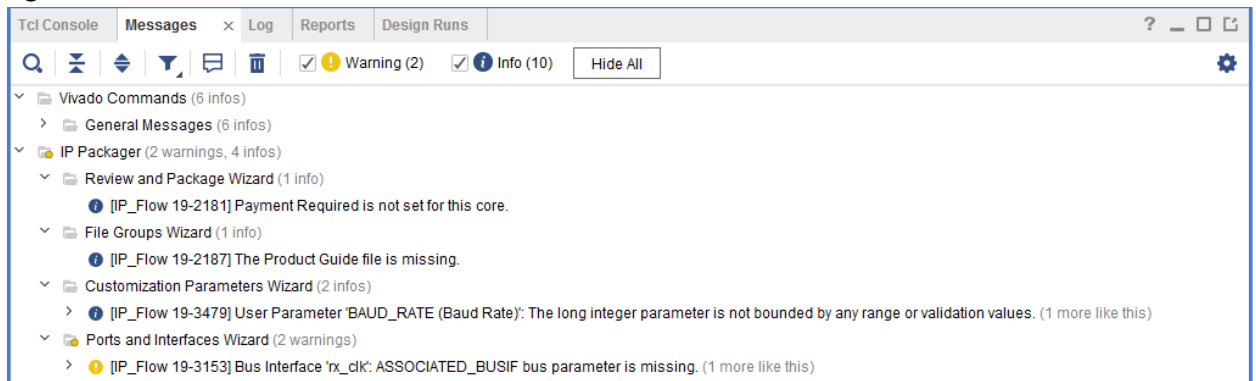 Tcl Console Messages × Log Reports Design Runs ?
Warning (2) Info (10) Hide All
Vivado Commands (6 infos)
General Messages (6 infos)
IP Packager (2 warnings, 4 infos)
Review and Package Wizard (1 info)
[IP_Flow 19-2181] Payment Required is not set for this core.
File Groups Wizard (1 info)
[IP_Flow 19-2187] The Product Guide file is missing.
Customization Parameters Wizard (2 infos)
[IP_Flow 19-3479] User Parameter 'BAUD_RATE (Baud Rate)': The long integer parameter is not bounded by any range or validation values. (1 more like this)
Ports and Interfaces Wizard (2 warnings)
[IP_Flow 19-3153] Bus Interface 'rx_clk': ASSOCIATED_BUSIF bus parameter is missing. (1 more like this)